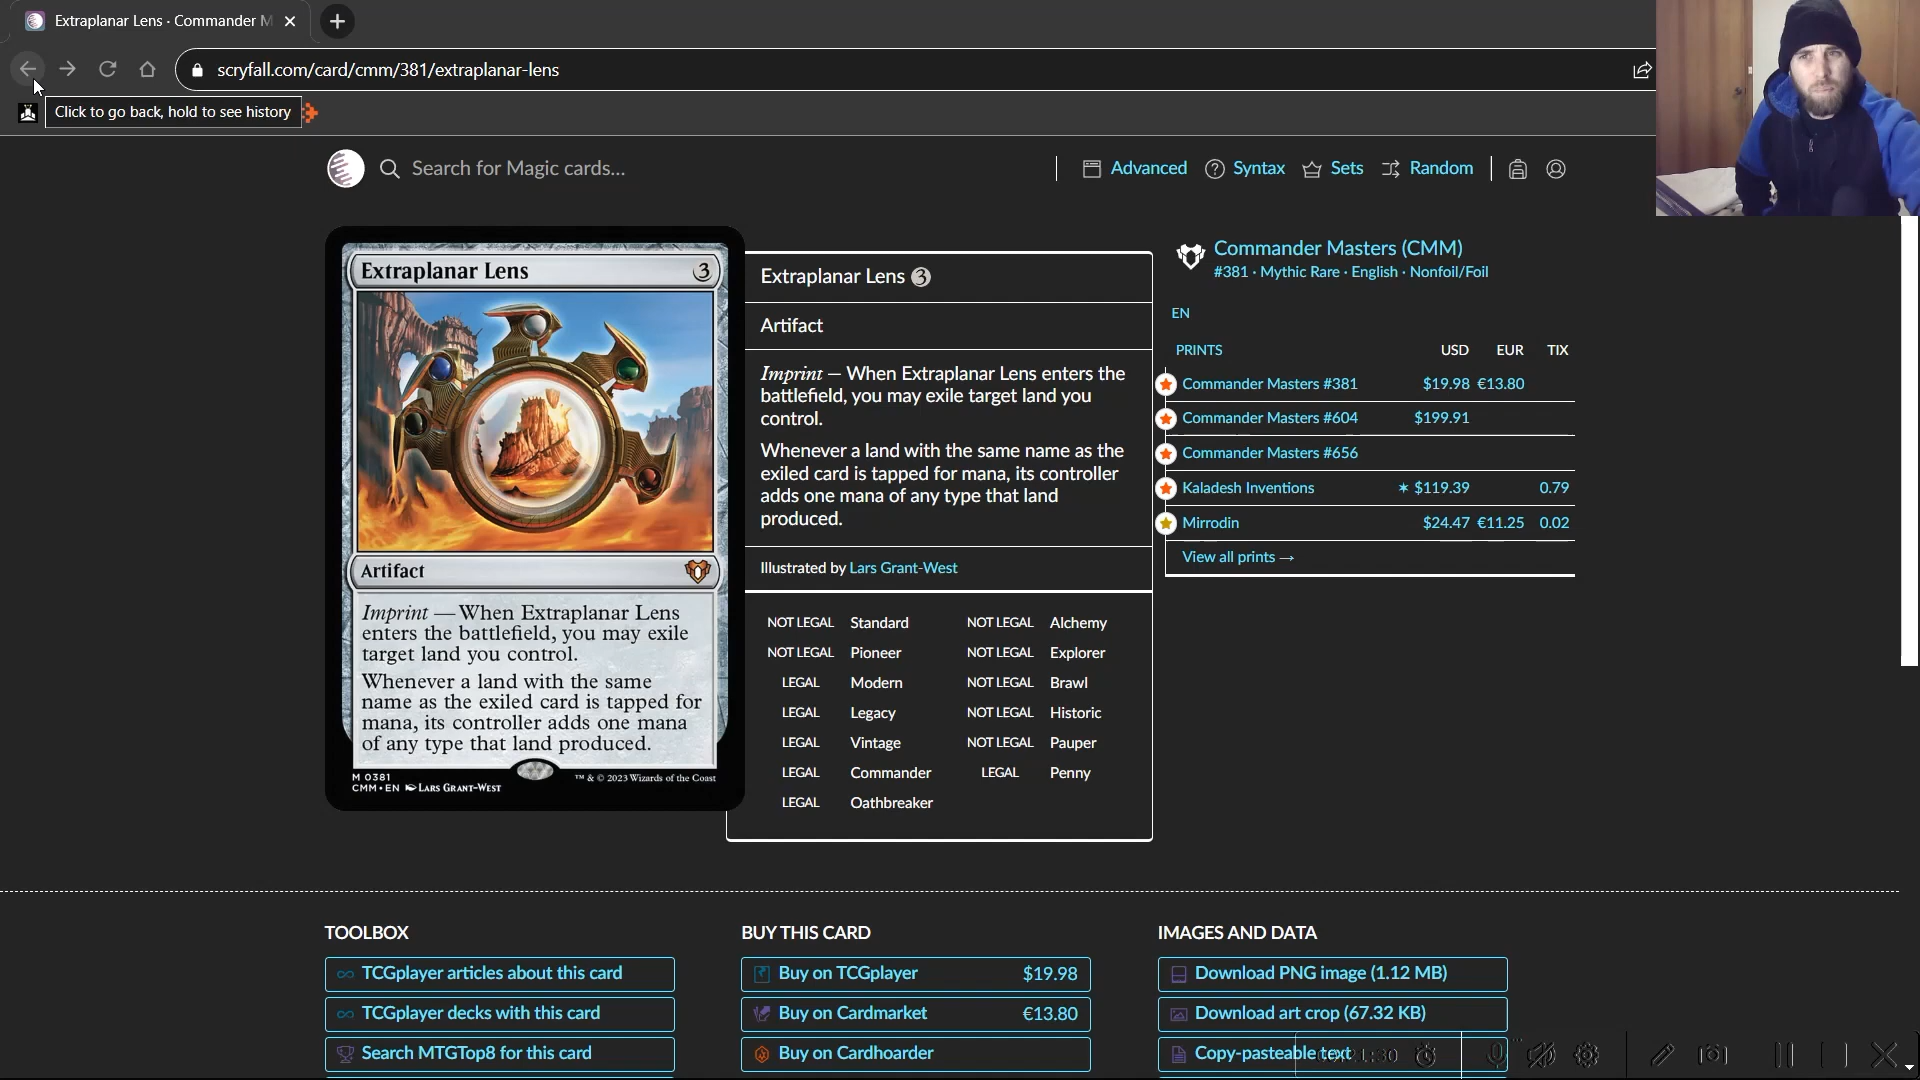 Extraplanar Lens · Commander M
scryfall.com/card/cmm/381/extraplanar-lens
Click to go back, hold to see history
Search for Magic cards...
Advanced
Syntax
Sets
Random
Extraplanar Lens 3
Artifact
Imprint — When Extraplanar Lens
enters the battlefield, you may exile
target land you control.
Whenever a land with the same
name as the exiled card is tapped for
mana, its controller adds one mana
of any type that land produced.
M 0381
CMM • EN LARS GRANT-WEST
™ & © 2023 Wizards of the Coast
Extraplanar Lens 3
Artifact
Imprint — When Extraplanar Lens enters the
battlefield, you may exile target land you
control.
Whenever a land with the same name as the
exiled card is tapped for mana, its controller
adds one mana of any type that land
produced.
Illustrated by Lars Grant-West
NOT LEGAL Standard NOT LEGAL Alchemy
NOT LEGAL Pioneer NOT LEGAL Explorer
LEGAL Modern NOT LEGAL Brawl
LEGAL Legacy NOT LEGAL Historic
LEGAL Vintage NOT LEGAL Pauper
LEGAL Commander LEGAL Penny
LEGAL Oathbreaker
Commander Masters (CMM)
#381 · Mythic Rare · English · Nonfoil/Foil
EN
PRINTS USD EUR TIX
Commander Masters #381 $19.98 €13.80
Commander Masters #604 $199.91
Commander Masters #656
Kaladesh Inventions ✶ $119.39 0.79
Mirrodin $24.47 €11.25 0.02
View all prints →
TOOLBOX
TCGplayer articles about this card
TCGplayer decks with this card
Search MTGTop8 for this card
BUY THIS CARD
Buy on TCGplayer $19.98
Buy on Cardmarket €13.80
Buy on Cardhoarder
IMAGES AND DATA
Download PNG image (1.12 MB)
Download art crop (67.32 KB)
Copy-pasteable text